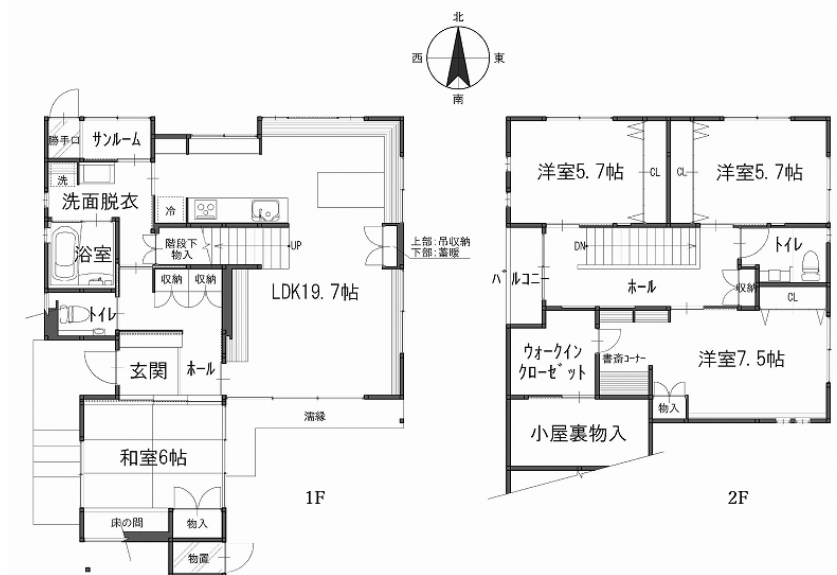 北
西
東
南
勝手口
サンルーム
洗
洗面脱衣
冷
浴室
階段下
物入
UP
上部:吊収納
下部:蓄暖
収納
収納
LDK19.7帖
トイレ
玄関
ホール
濡縁
和室6帖
床の間
物入
物置
1F
洋室5.7帖
CL
CL
洋室5.7帖
DN
トイレ
バルコニ
ホール
収納
CL
ウォークイン
クローゼット
書斎コーナー
洋室7.5帖
物入
小屋裏物入
2F